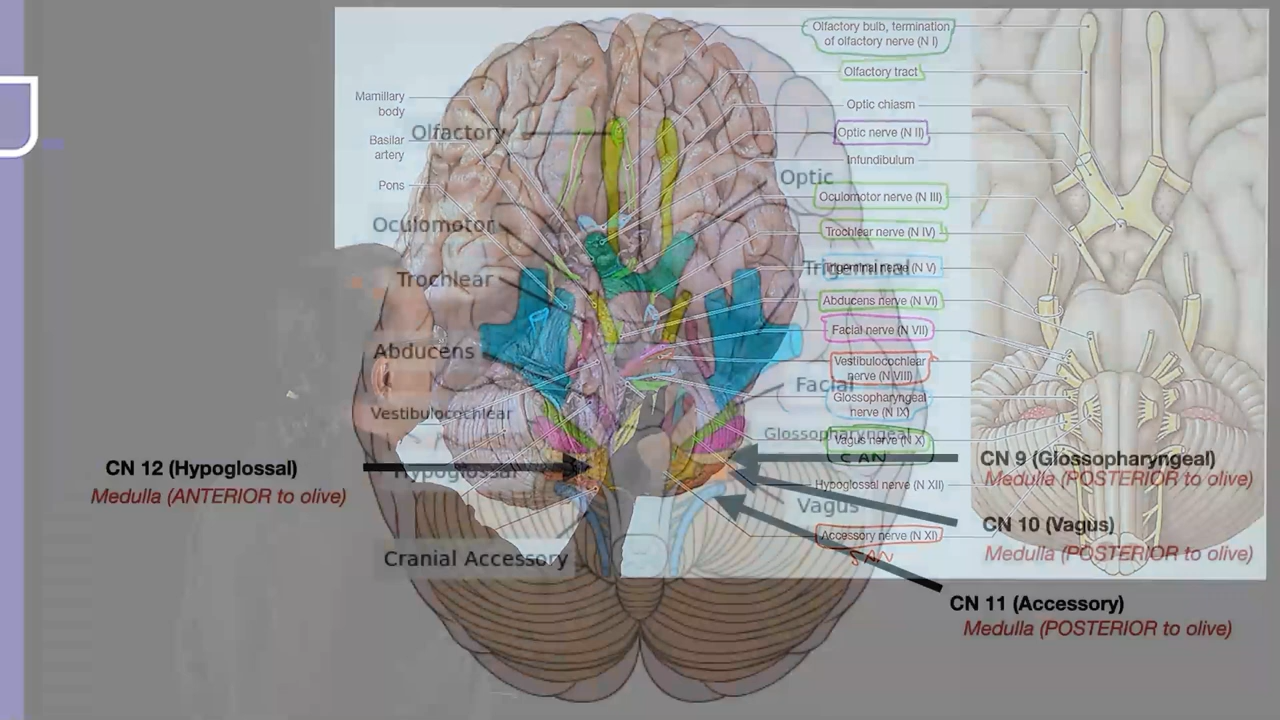 Olfactory bulb, termination
of olfactory nerve (N I)
Olfactory tract
Mamillary
body
Optic chiasm
Olfactory
Optic nerve (N II)
Basilar
artery
Infundibulum
Pons
Optic
Oculomotor nerve (N III)
Oculomotor
Trochlear nerve (N IV)
Trigeminal
Trigeminal nerve (N V)
Trochlear
Abducens nerve (N VI)
Facial nerve (N VII)
Abducens
Vestibulocochlear
nerve (N VIII)
Facial
Glossopharyngeal
nerve (N IX)
Vestibulocochlear
Glossopharyngeal
Vagus nerve (N X)
CN 9 (Glossopharyngeal)
Medulla (POSTERIOR to olive)
CN 12 (Hypoglossal)
Medulla (ANTERIOR to olive)
Hypoglossal
Hypoglossal nerve (N XII)
Vagus
CN 10 (Vagus)
Medulla (POSTERIOR to olive)
Accessory nerve (N XI)
Cranial Accessory
CN 11 (Accessory)
Medulla (POSTERIOR to olive)